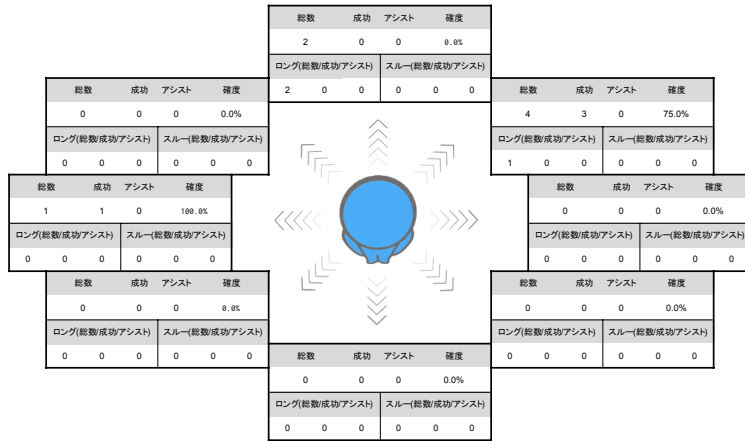 総数 成功 アシスト 確度
2 0 0 0.0%
ロング(総数/成功/アシスト) スルー(総数/成功/アシスト)
2 0 0 0 0 0
総数 成功 アシスト 確度
0 0 0 0.0%
ロング(総数/成功/アシスト) スルー(総数/成功/アシスト)
0 0 0 0 0 0
総数 成功 アシスト 確度
4 3 0 75.0%
ロング(総数/成功/アシスト) スルー(総数/成功/アシスト)
1 0 0 0 0 0
総数 成功 アシスト 確度
1 1 0 100.0%
ロング(総数/成功/アシスト) スルー(総数/成功/アシスト)
0 0 0 0 0 0
総数 成功 アシスト 確度
0 0 0 0.0%
ロング(総数/成功/アシスト) スルー(総数/成功/アシスト)
0 0 0 0 0 0
総数 成功 アシスト 確度
0 0 0 0.0%
ロング(総数/成功/アシスト) スルー(総数/成功/アシスト)
0 0 0 0 0 0
総数 成功 アシスト 確度
0 0 0 0.0%
ロング(総数/成功/アシスト) スルー(総数/成功/アシスト)
0 0 0 0 0 0
総数 成功 アシスト 確度
0 0 0 0.0%
ロング(総数/成功/アシスト) スルー(総数/成功/アシスト)
0 0 0 0 0 0